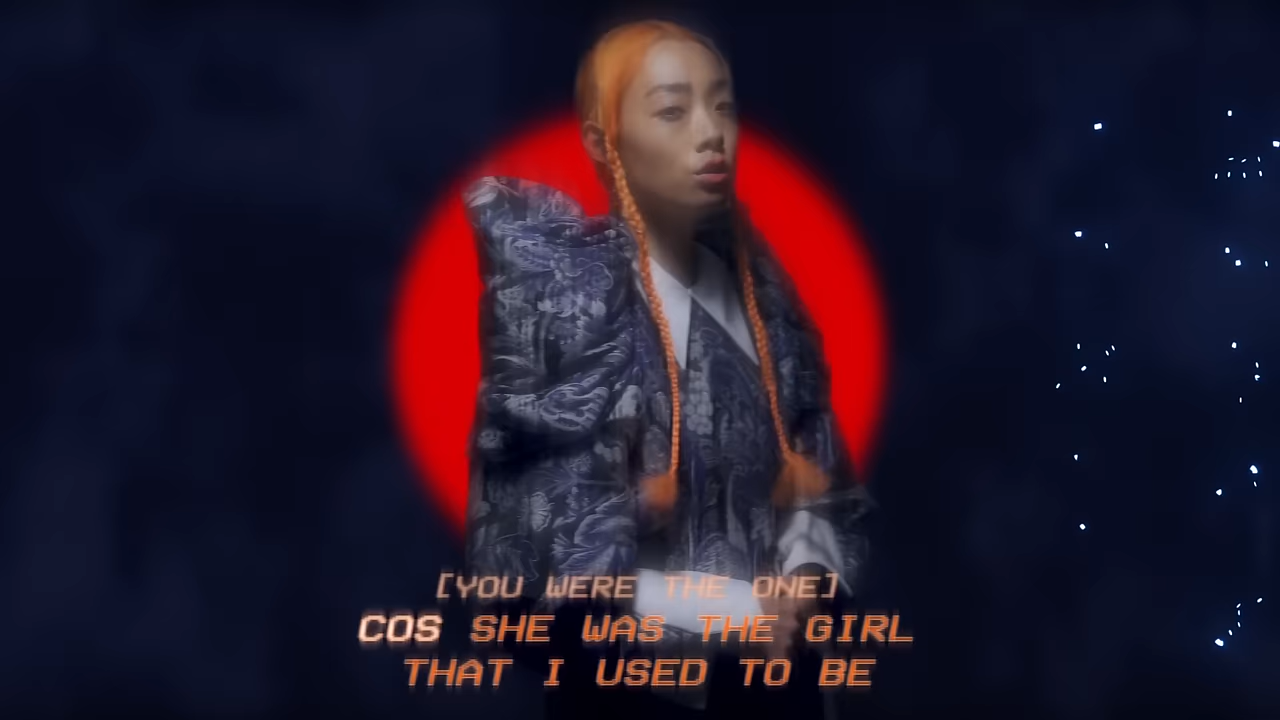 [YOU WERE THE ONE]
COS SHE WAS THE GIRL
THAT I USED TO BE